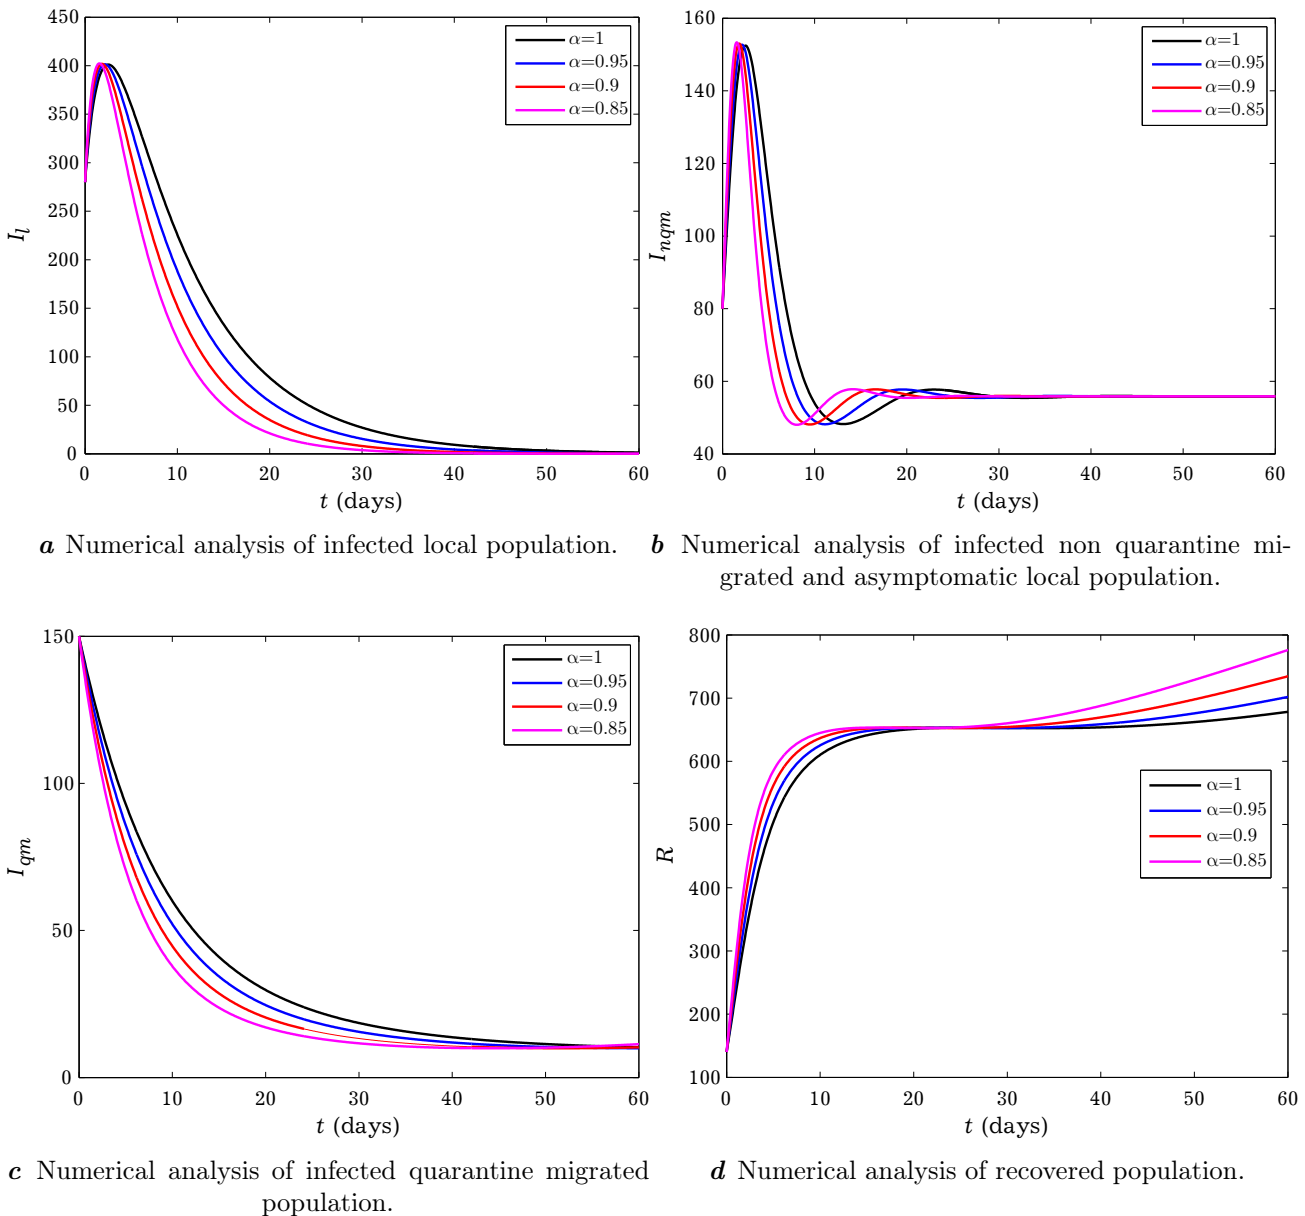 450
400
350
300
250
200
150
100
50
0
0 10 20 30 40 50 60
I_l
t (days)
α=1
α=0.95
α=0.9
α=0.85
160
140
120
100
80
60
40
0 10 20 30 40 50 60
I_nqm
t (days)
α=1
α=0.95
α=0.9
α=0.85
a Numerical analysis of infected local population.
b Numerical analysis of infected non quarantine mi-
grated and asymptomatic local population.
150
100
50
0
0 10 20 30 40 50 60
I_qm
t (days)
α=1
α=0.95
α=0.9
α=0.85
800
700
600
500
400
300
200
100
0 10 20 30 40 50 60
R
t (days)
α=1
α=0.95
α=0.9
α=0.85
c Numerical analysis of infected quarantine migrated
population.
d Numerical analysis of recovered population.